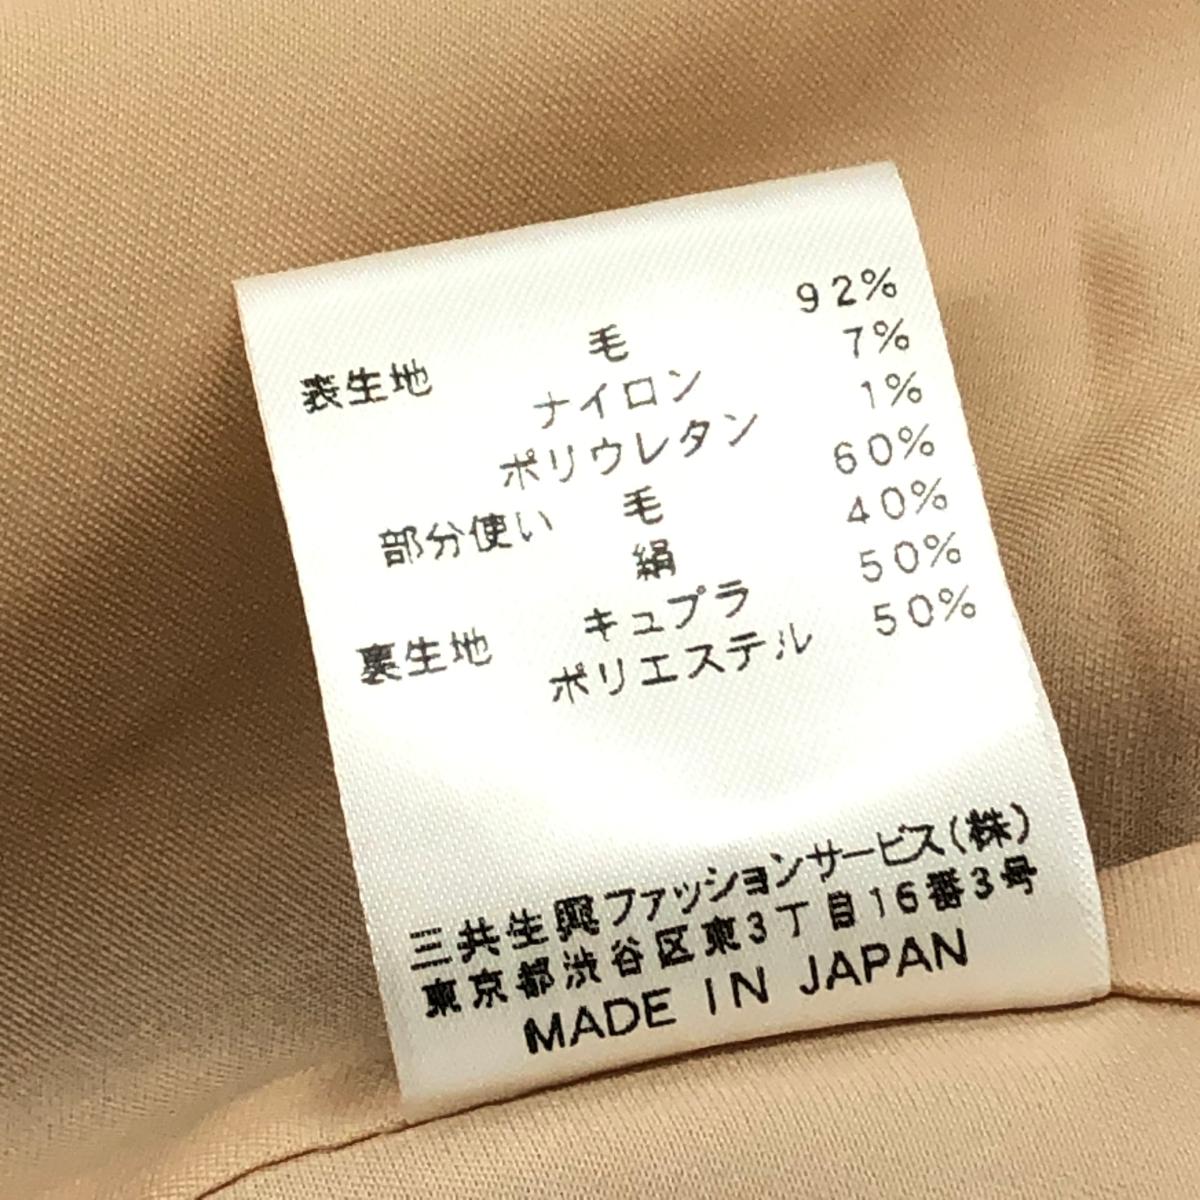 表生地 毛 92%
ナイロン 7%
ポリウレタン 1%
部分使い 毛 60%
絹 40%
裏生地 キュプラ 50%
ポリエステル 50%
三共生興ファッションサービス(株)
東京都渋谷区東3丁目16番3号
MADE IN JAPAN